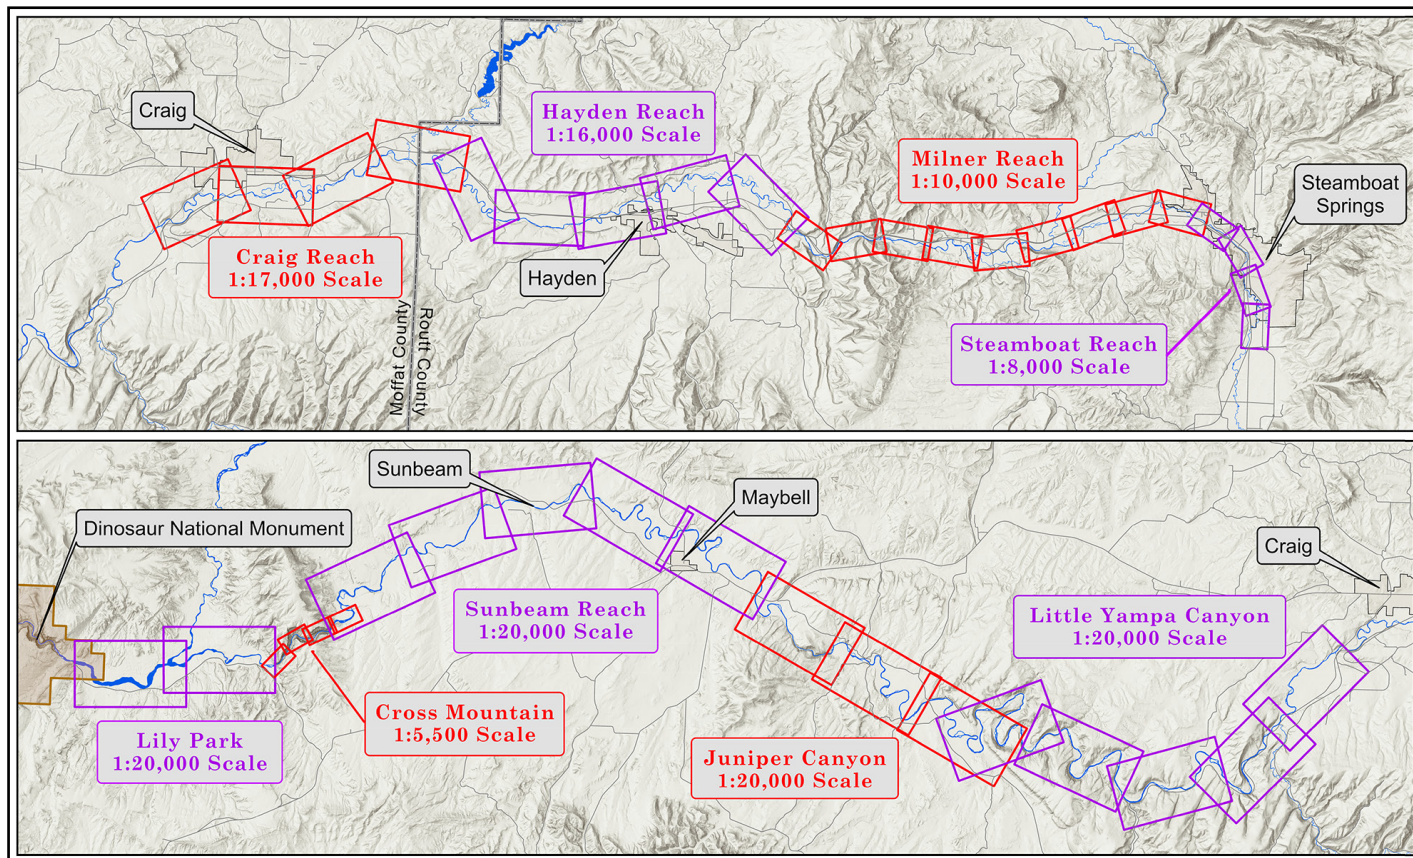 Craig
Hayden Reach
1:16,000 Scale
Milner Reach
1:10,000 Scale
Steamboat
Springs
Craig Reach
1:17,000 Scale
Hayden
Moffat County
Routt County
Steamboat Reach
1:8,000 Scale
Sunbeam
Maybell
Dinosaur National Monument
Craig
Sunbeam Reach
1:20,000 Scale
Little Yampa Canyon
1:20,000 Scale
Cross Mountain
1:5,500 Scale
Lily Park
1:20,000 Scale
Juniper Canyon
1:20,000 Scale